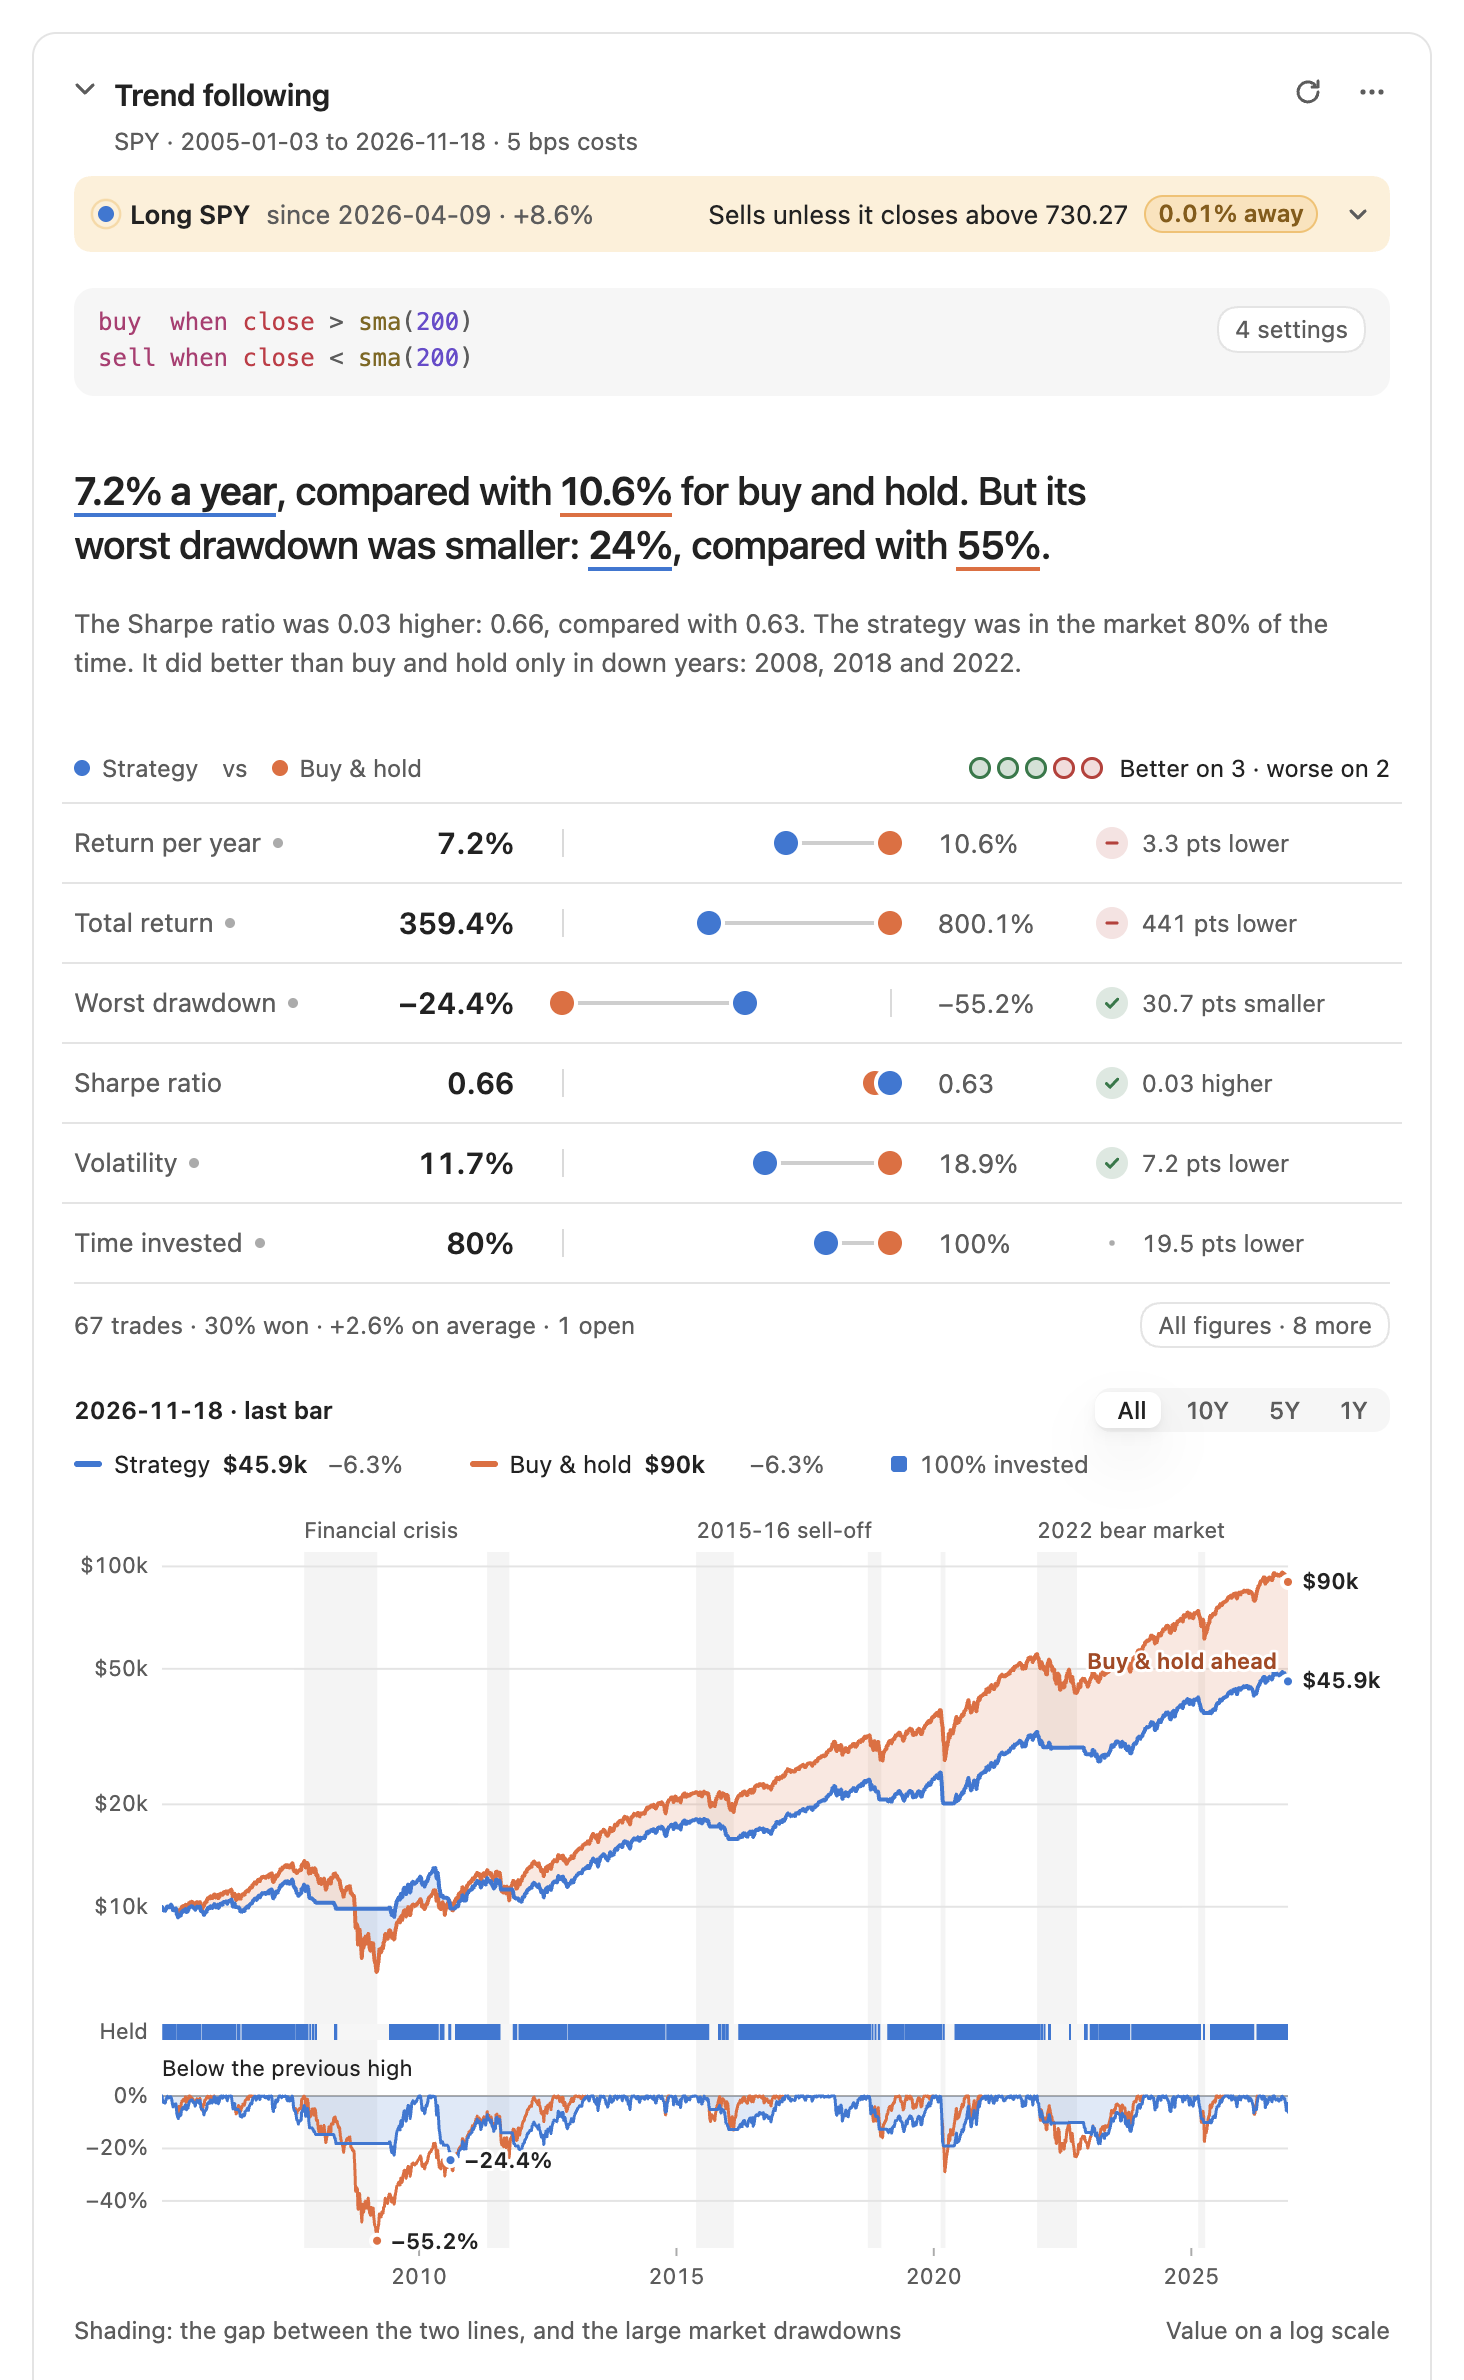 Trend following
SPY · 2005-01-03 to 2026-11-18 · 5 bps costs
Long SPY since 2026-04-09 · +8.6% Sells unless it closes above 730.27 0.01% away
buy  when close > sma(200)
sell when close < sma(200)
4 settings
7.2% a year, compared with 10.6% for buy and hold. But its
worst drawdown was smaller: 24%, compared with 55%.
The Sharpe ratio was 0.03 higher: 0.66, compared with 0.63. The strategy was in the market 80% of the
time. It did better than buy and hold only in down years: 2008, 2018 and 2022.
Strategy vs Buy & hold Better on 3 · worse on 2
Return per year 7.2% 10.6% 3.3 pts lower
Total return 359.4% 800.1% 441 pts lower
Worst drawdown −24.4% −55.2% 30.7 pts smaller
Sharpe ratio 0.66 0.63 0.03 higher
Volatility 11.7% 18.9% 7.2 pts lower
Time invested 80% 100% 19.5 pts lower
67 trades · 30% won · +2.6% on average · 1 open All figures · 8 more
2026-11-18 · last bar All 10Y 5Y 1Y
Strategy $45.9k −6.3% Buy & hold $90k −6.3% 100% invested
Financial crisis 2015-16 sell-off 2022 bear market
$100k
$90k
$50k
Buy & hold ahead
$45.9k
$20k
$10k
Held
Below the previous high
0%
−20%
−24.4%
−40%
−55.2%
2010 2015 2020 2025
Shading: the gap between the two lines, and the large market drawdowns Value on a log scale